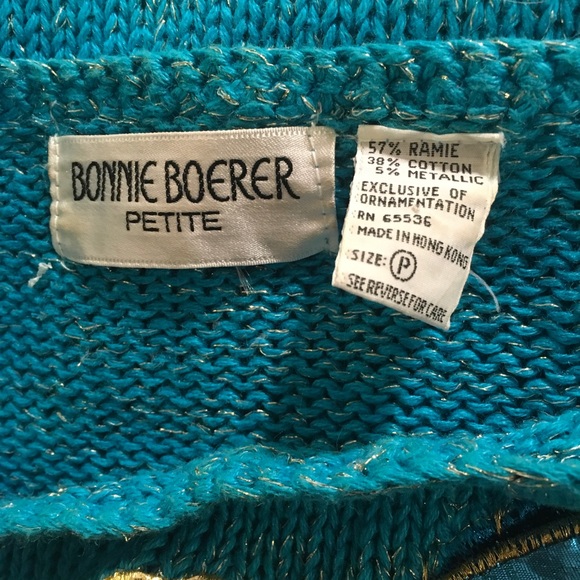 BONNIE BOERER
PETITE
57% RAMIE
38% COTTON
5% METALLIC
EXCLUSIVE OF
ORNAMENTATION
RN 65536
MADE IN HONG KONG
SIZE: P
SEE REVERSE FOR CARE